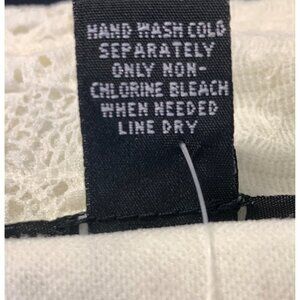 HAND WASH COLD
SEPARATELY
ONLY NON-
CHLORINE BLEACH
WHEN NEEDED
LINE DRY